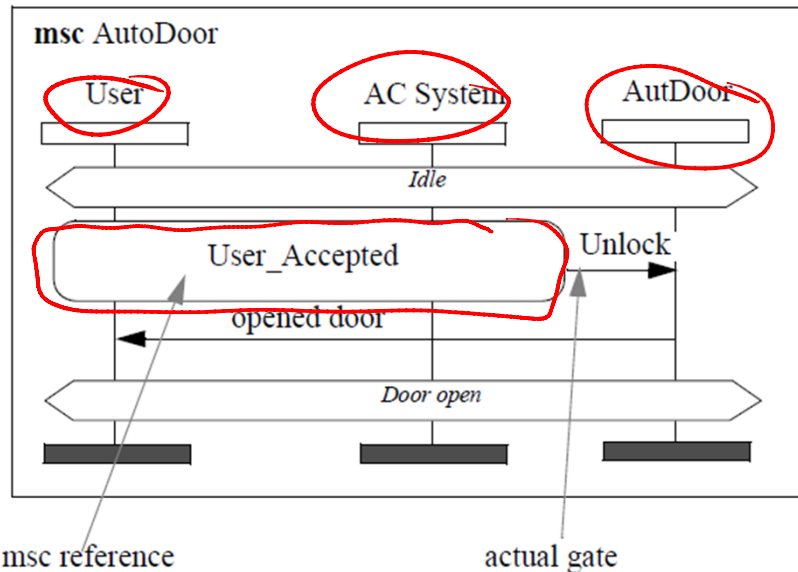 msc AutoDoor
User AC System AutDoor
Idle
User_Accepted Unlock
opened door
Door open
msc reference actual gate